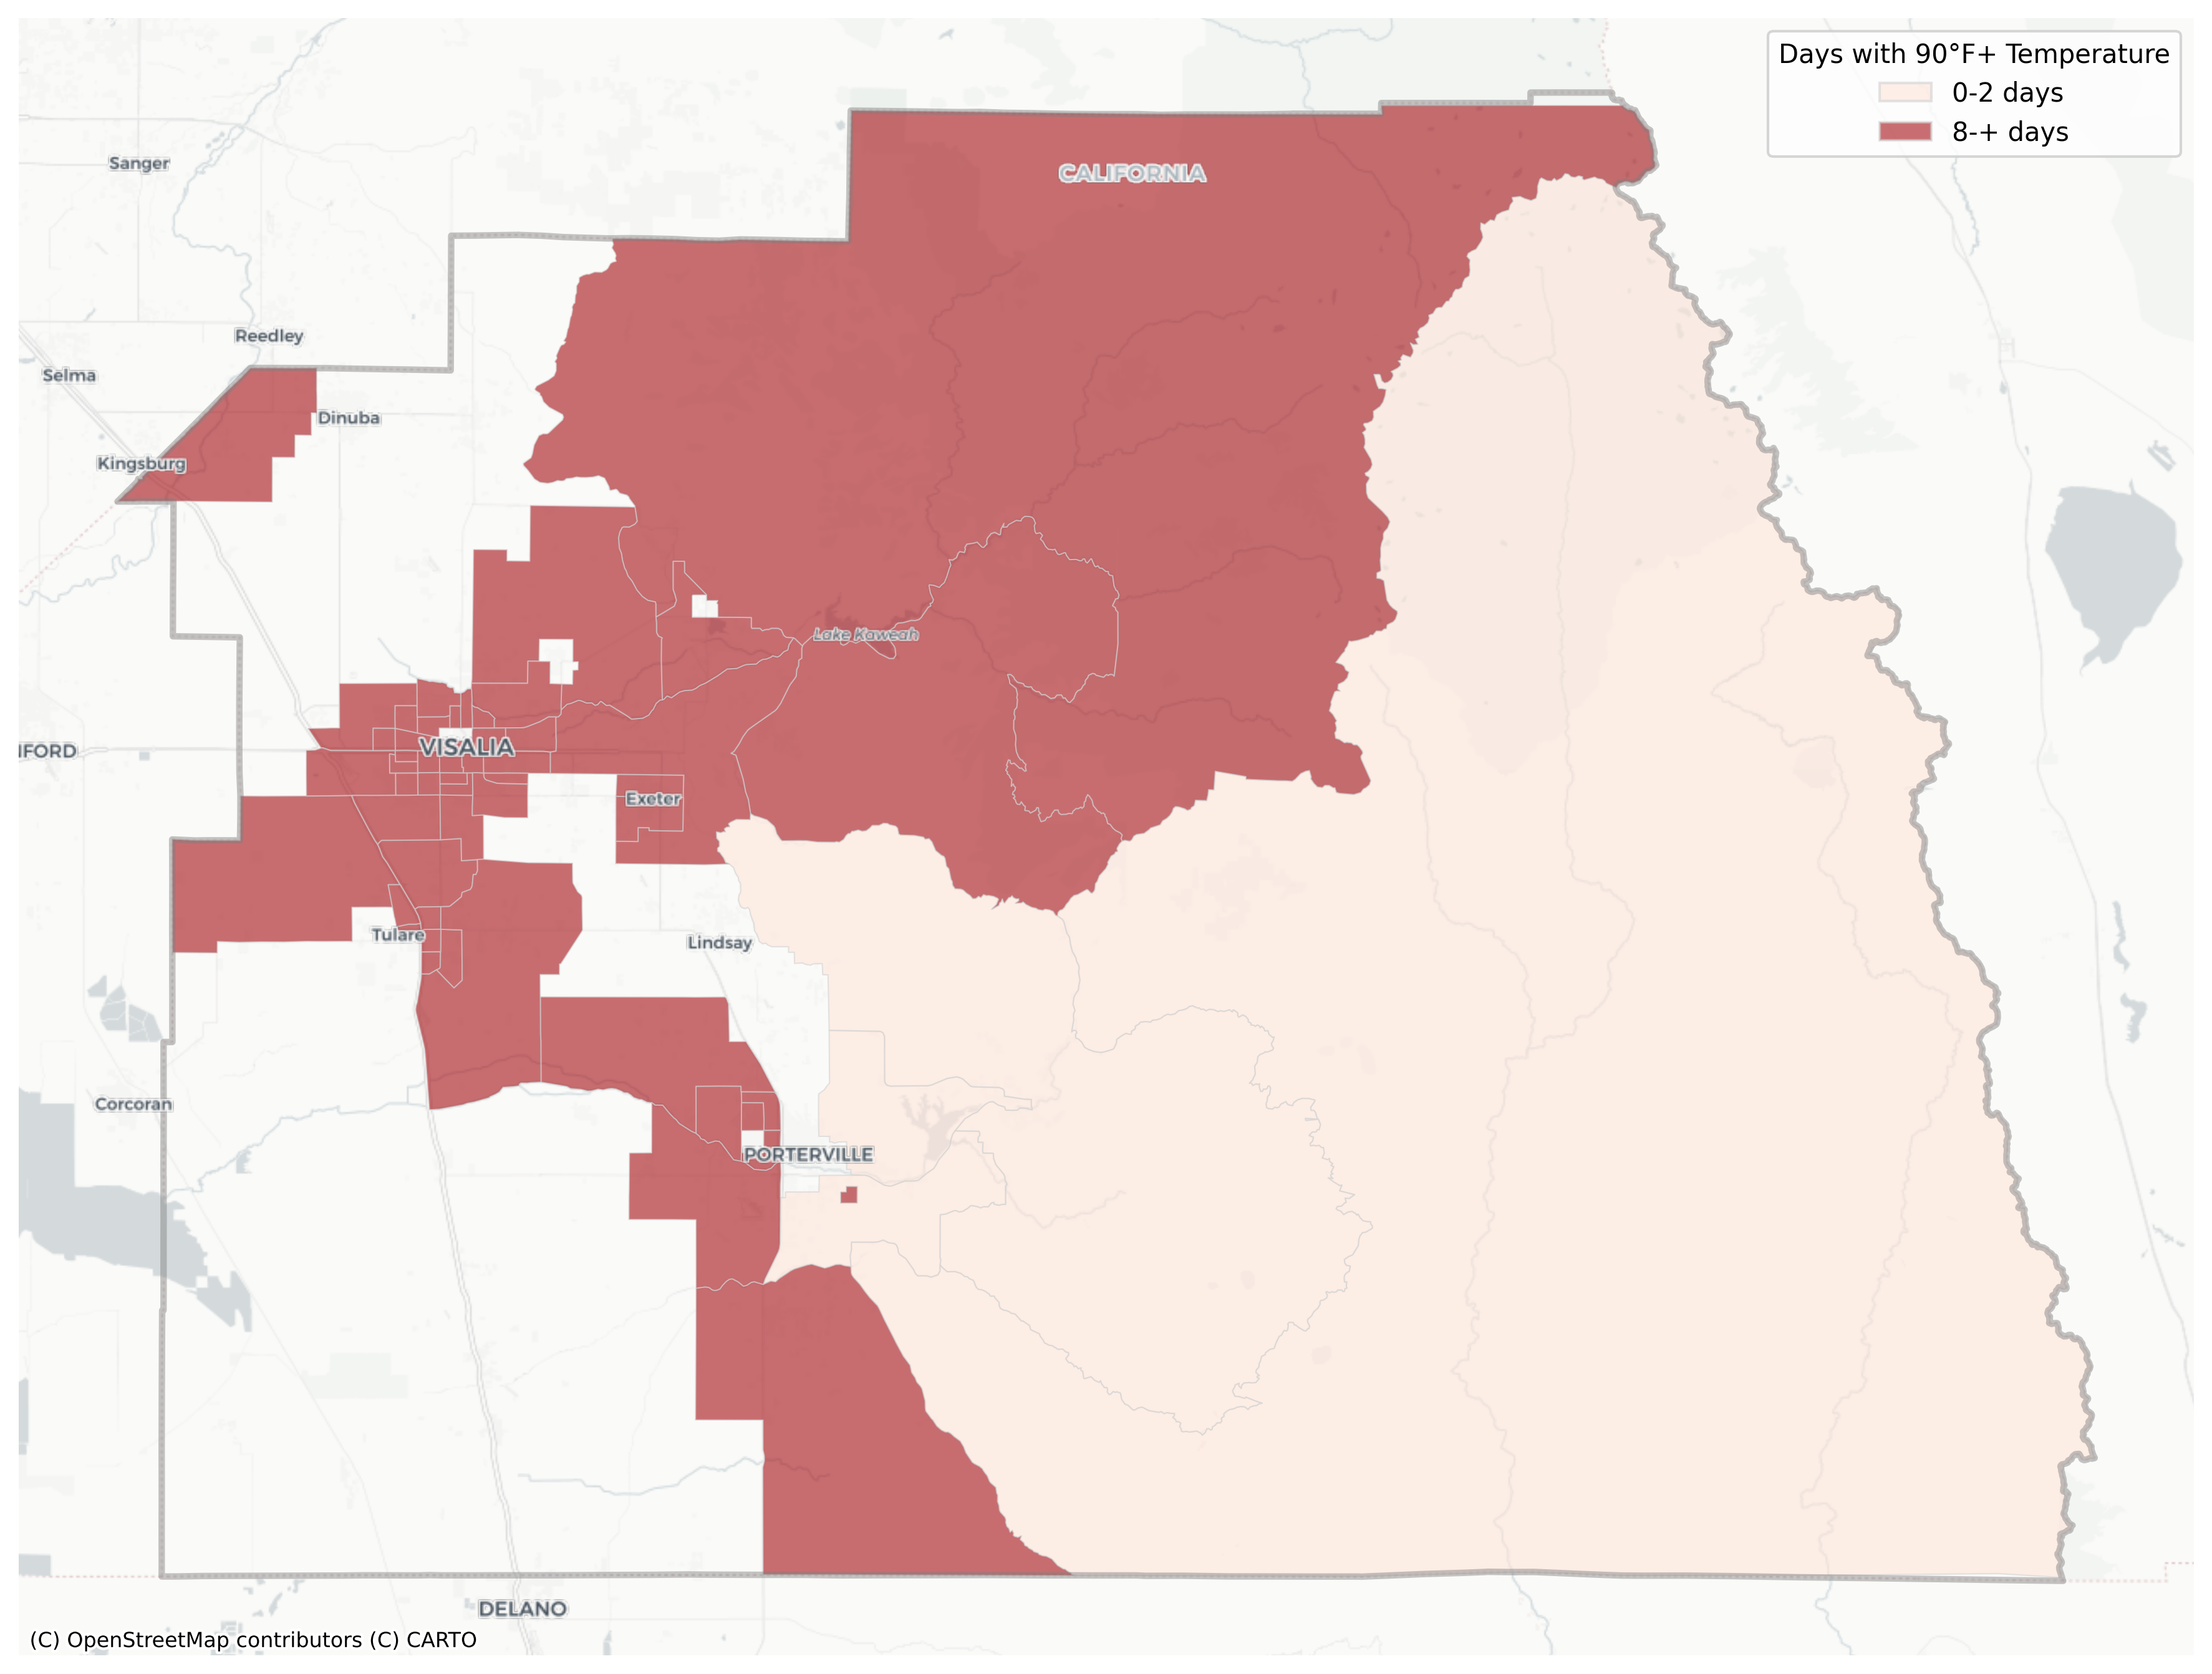 Days with 90°F+ Temperature
0-2 days
8-+ days
CALIFORNIA
Sanger
Reedley
Selma
Dinuba
Kingsburg
Lake Kaweah
IFORD
VISALIA
Exeter
Tulare
Lindsay
Corcoran
PORTERVILLE
DELANO
(C) OpenStreetMap contributors (C) CARTO